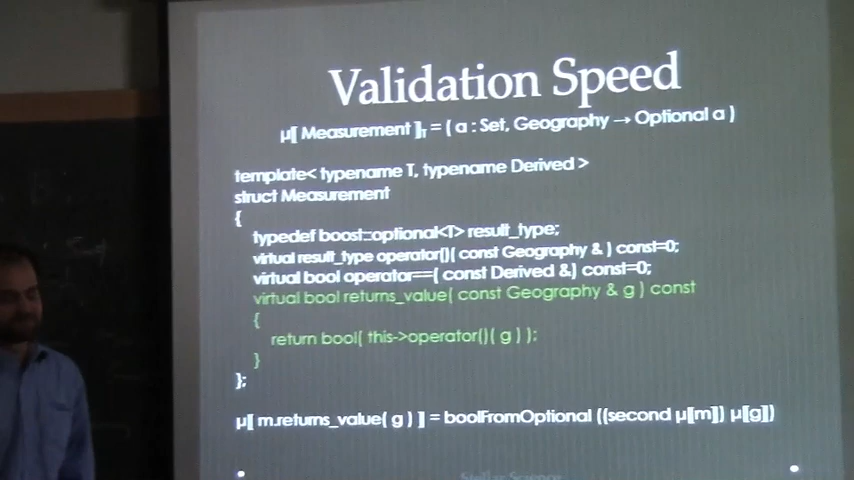 Validation Speed
μ⟦ Measurement ⟧T = ( a : Set, Geography → Optional a )
template< typename T, typename Derived >
struct Measurement
{
typedef boost::optional<T> result_type;
virtual result_type operator()( const Geography & ) const=0;
virtual bool operator==( const Derived &) const=0;
virtual bool returns_value( const Geography & g ) const
{
return bool( this->operator()( g ) );
}
};
μ⟦ m.returns_value( g ) ⟧ = boolFromOptional ((second μ⟦m⟧) μ⟦g⟧)
Stellar Science